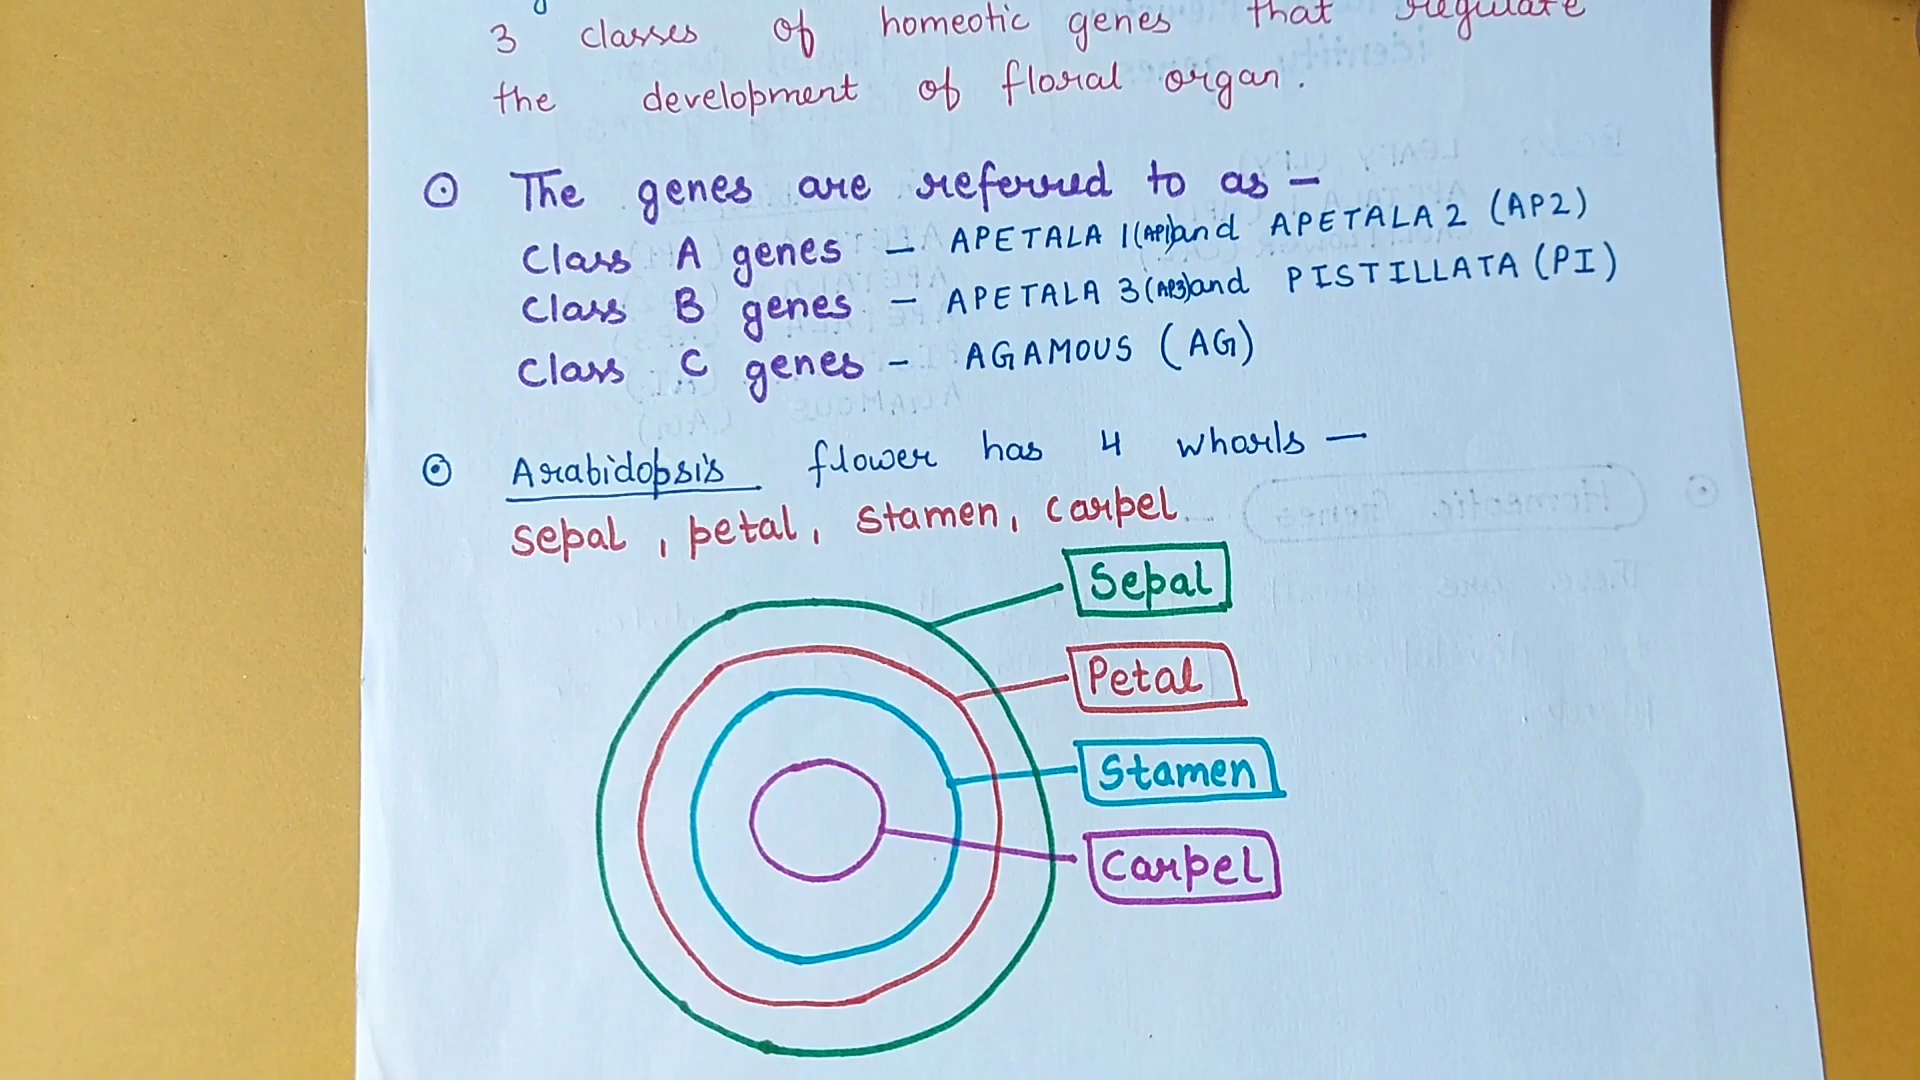 3 classes of homeotic genes that regulate
the development of floral organ.
The genes are referred to as —
Class A genes — APETALA 1(AP1)and APETALA 2 (AP2)
Class B genes — APETALA 3(AP3)and PISTILLATA (PI)
Class C genes — AGAMOUS (AG)
Arabidopsis flower has 4 whorls —
sepal, petal, stamen, carpel
Sepal
Petal
Stamen
Carpel